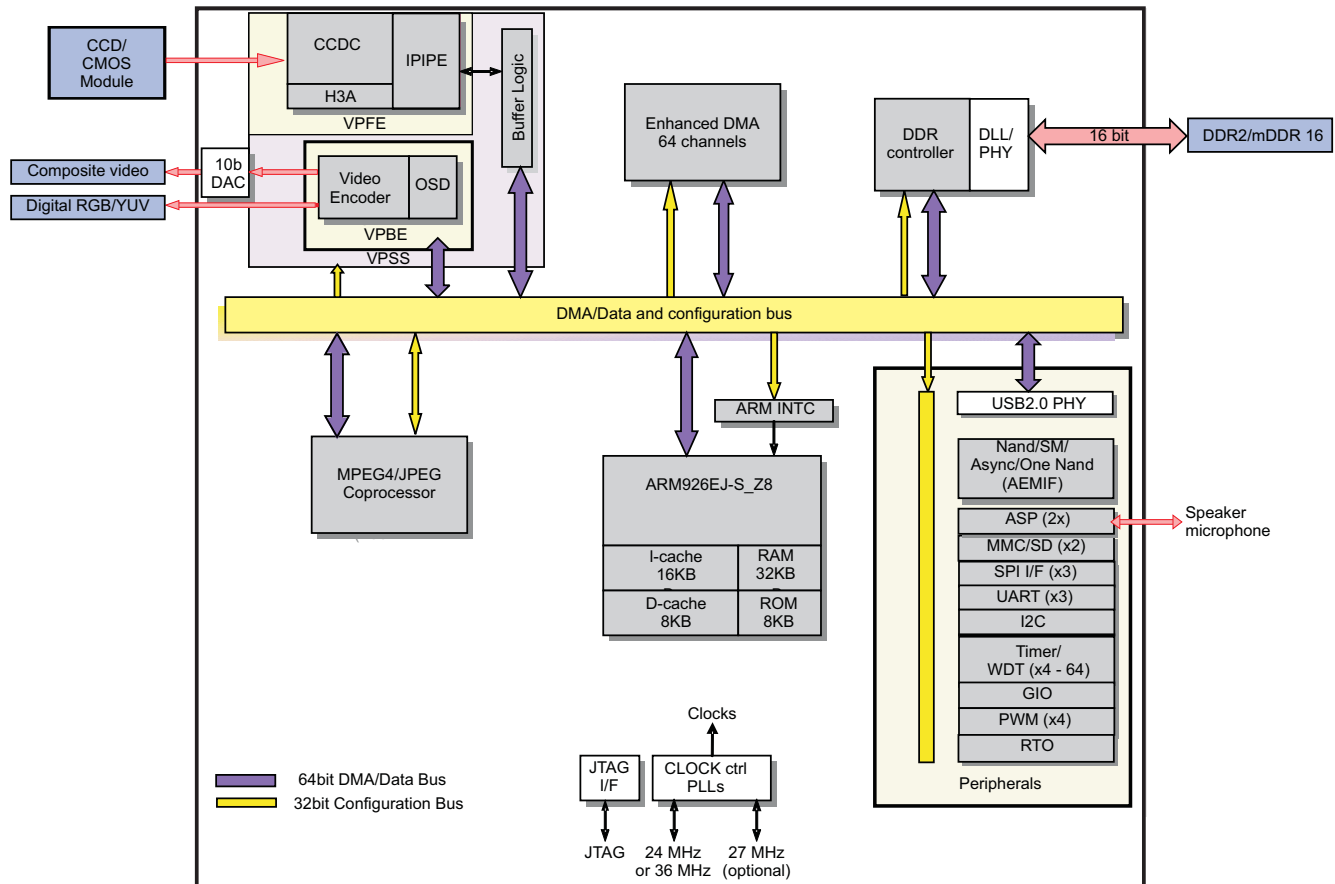 CCD/
CMOS
Module
CCDC
IPIPE
H3A
VPFE
Buffer Logic
Enhanced DMA
64 channels
DDR
controller
DLL/
PHY
16 bit
DDR2/mDDR 16
Composite video
10b
DAC
Digital RGB/YUV
Video
Encoder
OSD
VPBE
VPSS
DMA/Data and configuration bus
MPEG4/JPEG
Coprocessor
ARM INTC
ARM926EJ-S_Z8
I-cache
16KB
RAM
32KB
D-cache
8KB
ROM
8KB
USB2.0 PHY
Nand/SM/
Async/One Nand
(AEMIF)
ASP (2x)
Speaker
microphone
MMC/SD (x2)
SPI I/F (x3)
UART (x3)
I2C
Timer/
WDT (x4 - 64)
GIO
PWM (x4)
RTO
Peripherals
64bit DMA/Data Bus
32bit Configuration Bus
Clocks
JTAG
I/F
CLOCK ctrl
PLLs
JTAG
24 MHz
or 36 MHz
27 MHz
(optional)